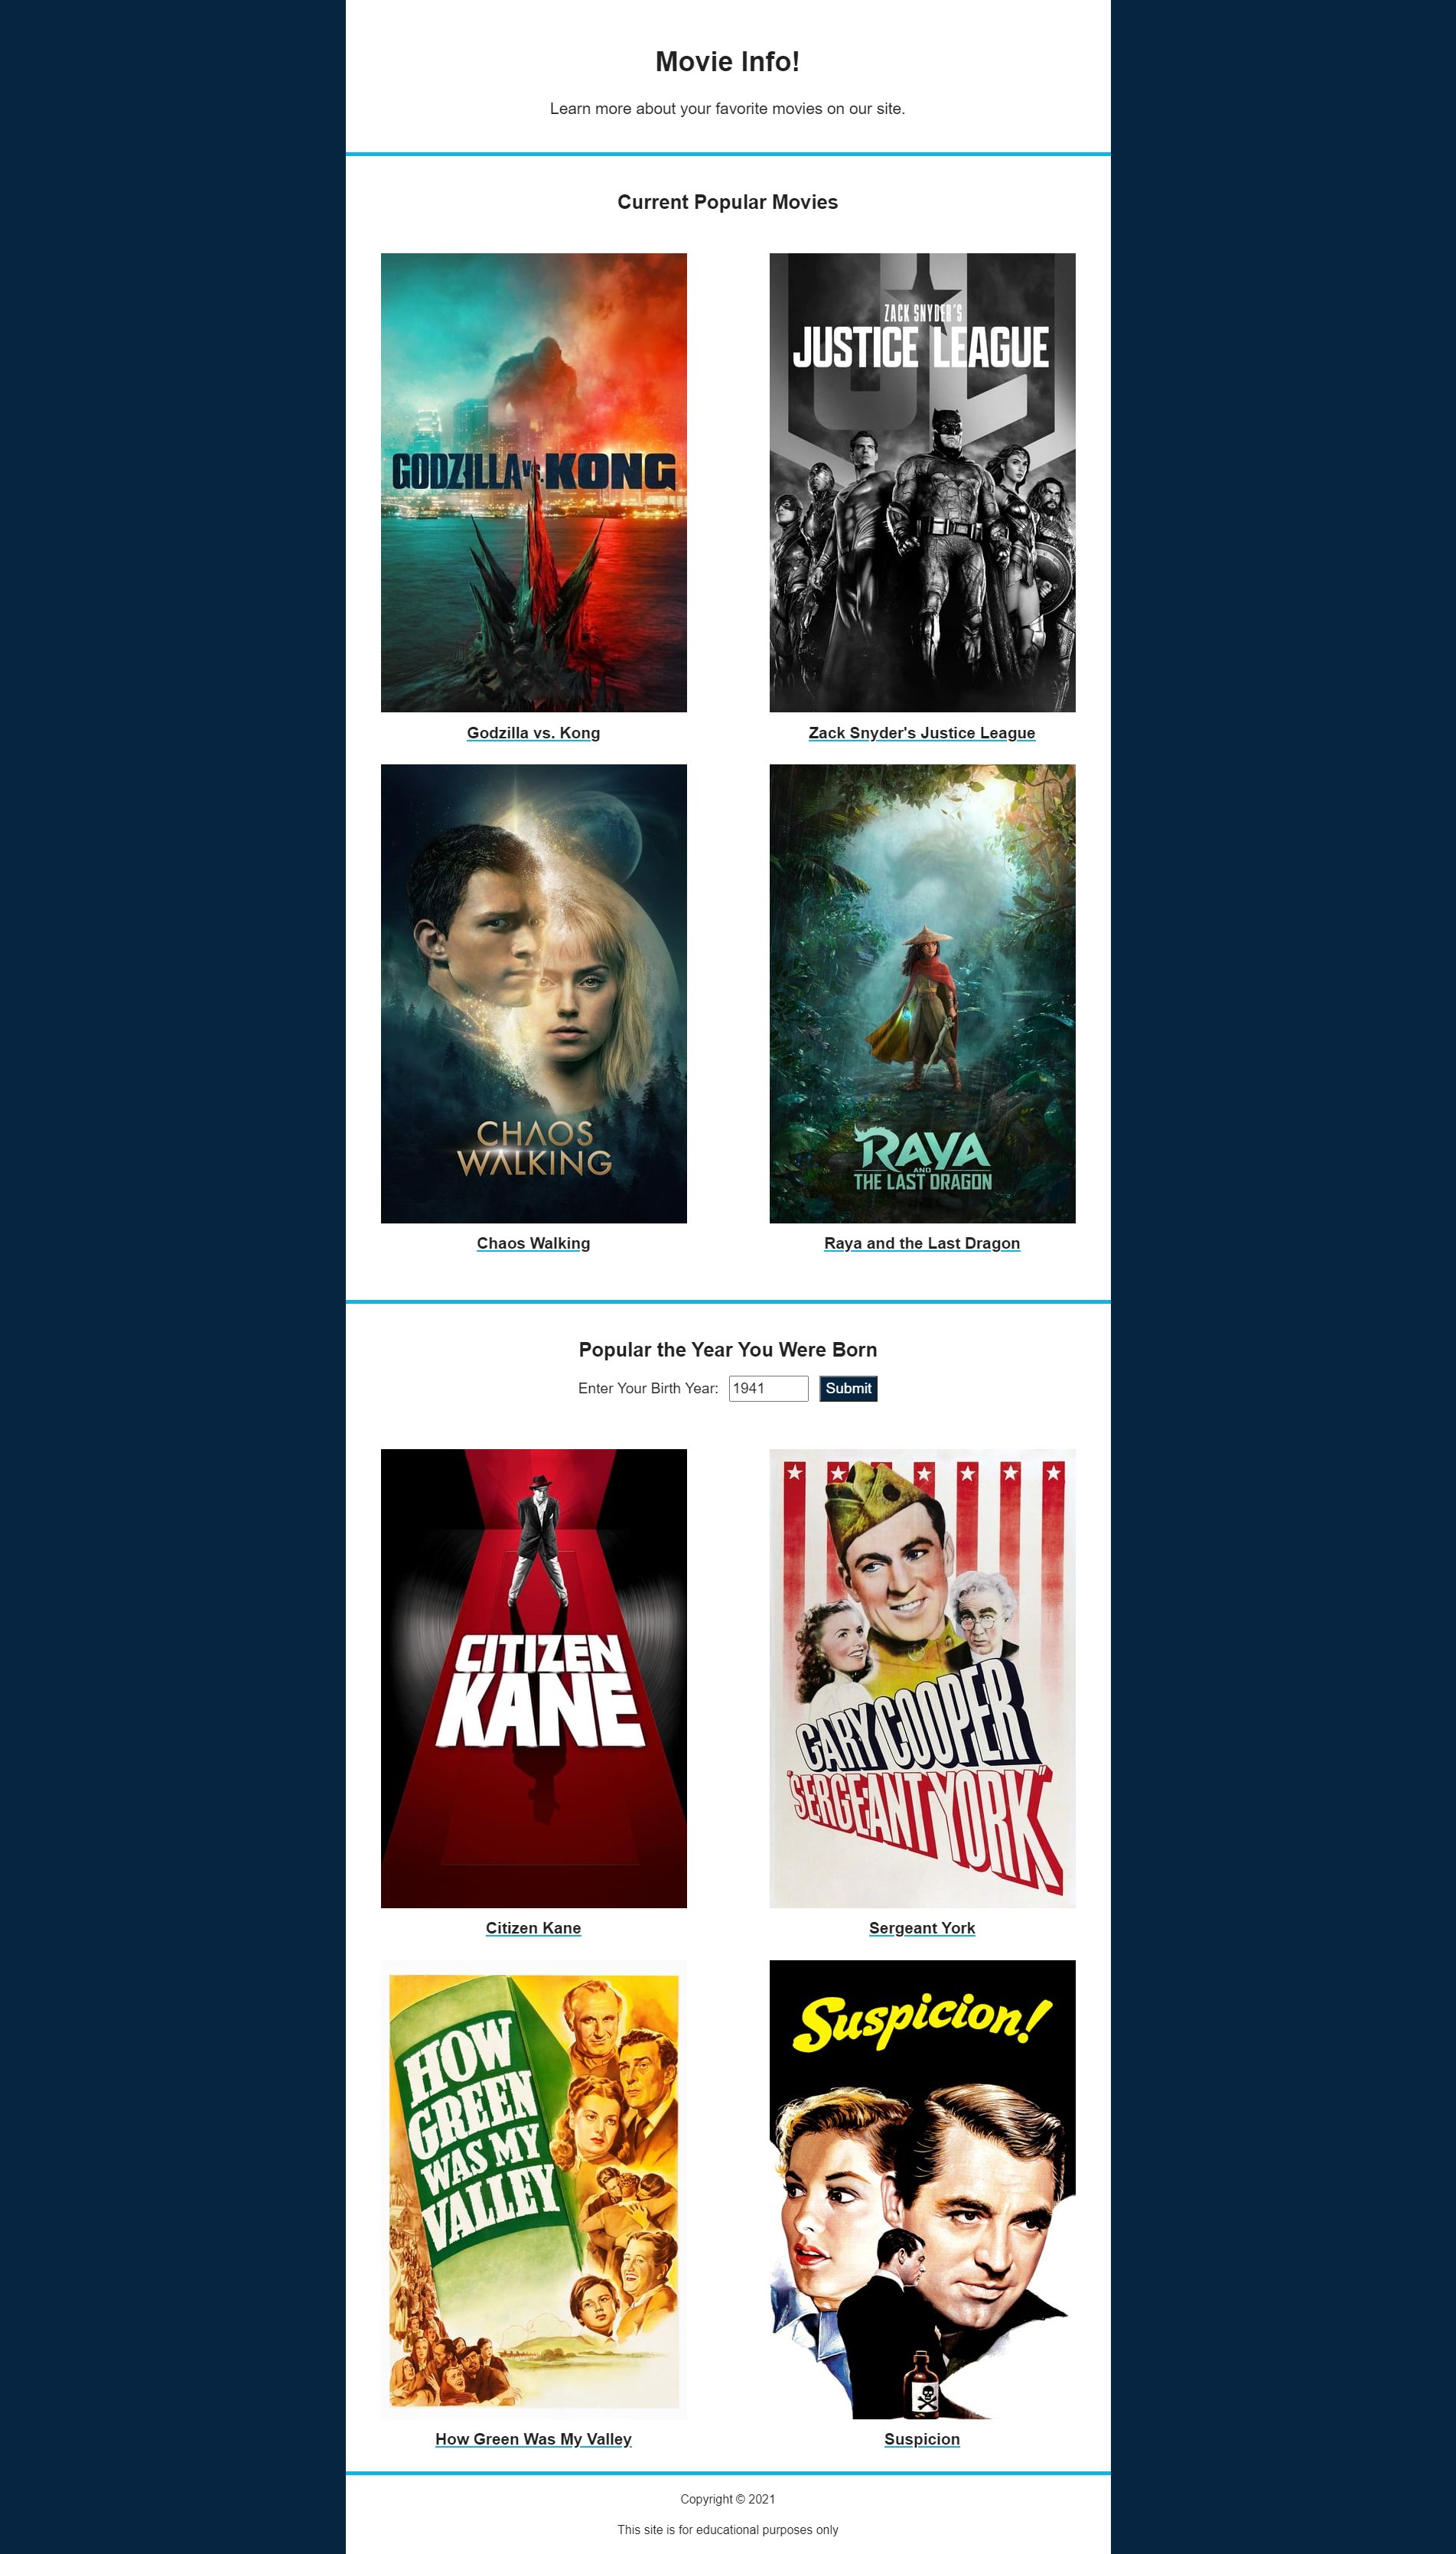 Movie Info!
Learn more about your favorite movies on our site.
Current Popular Movies
GODZILLA VS. KONG
ZACK SNYDER'S
JUSTICE LEAGUE
Godzilla vs. Kong
Zack Snyder's Justice League
CHAOS
WALKING
RAYA
AND
THE LAST DRAGON
Chaos Walking
Raya and the Last Dragon
Popular the Year You Were Born
Enter Your Birth Year: 1941 Submit
CITIZEN
KANE
GARY COOPER
"SERGEANT YORK"
Citizen Kane
Sergeant York
HOW
GREEN
WAS MY
VALLEY
Suspicion!
How Green Was My Valley
Suspicion
Copyright © 2021
This site is for educational purposes only